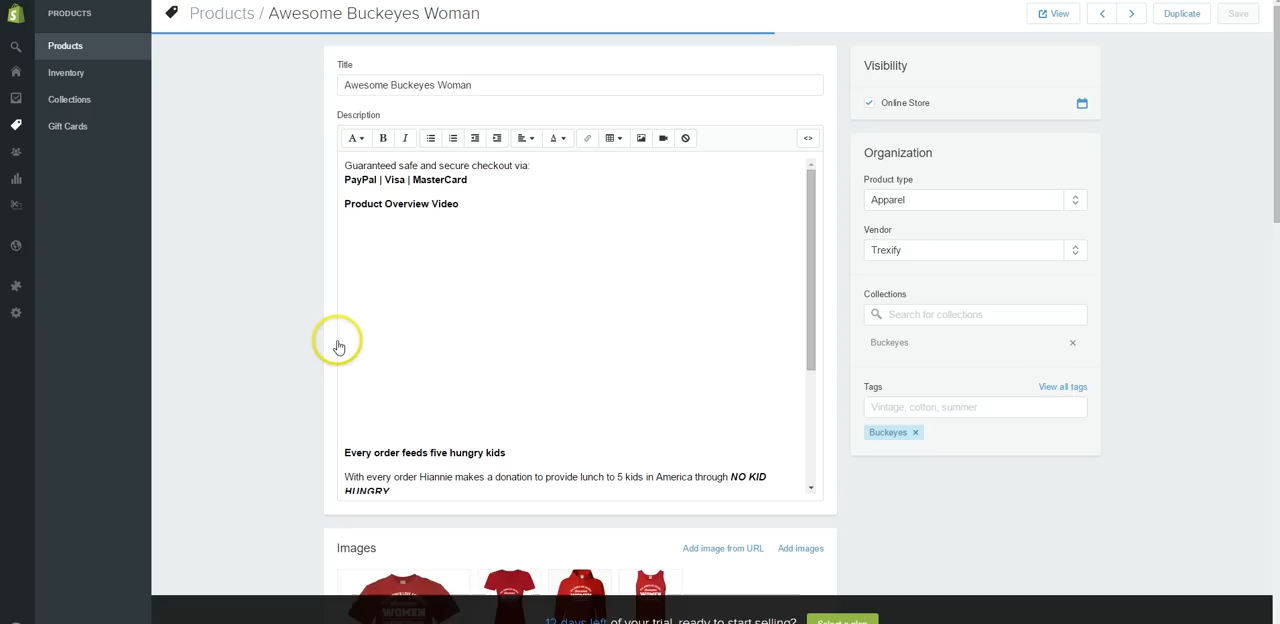 PRODUCTS
Products
Inventory
Collections
Gift Cards
Products / Awesome Buckeyes Woman
View
Duplicate
Save
Title
Awesome Buckeyes Woman
Description
A
B
I
A
<>
Guaranteed safe and secure checkout via:
PayPal | Visa | MasterCard
Product Overview Video
Every order feeds five hungry kids
With every order Hiannie makes a donation to provide lunch to 5 kids in America through NO KID
HUNGRY
Images
Add image from URL
Add images
WOMEN
WOMEN
WOMEN
WOMEN
Visibility
Online Store
Organization
Product type
Apparel
Vendor
Trexify
Collections
Search for collections
Buckeyes
Tags
View all tags
Vintage, cotton, summer
Buckeyes
12 days left of your trial, ready to start selling?
Select a plan